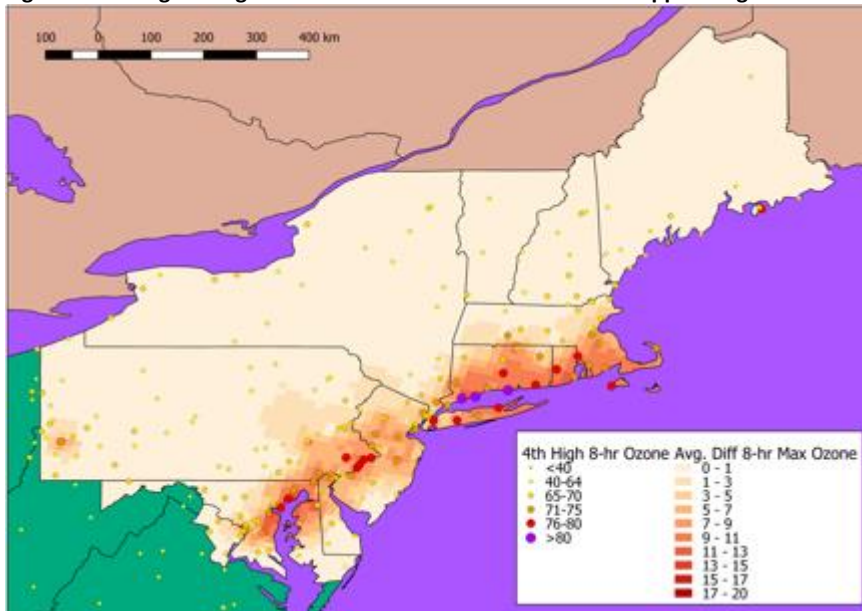 100 0 100 200 300 400 km
4th High 8-hr Ozone Avg. Diff 8-hr Max Ozone
<40 0 - 1
40-64 1 - 3
65-70 3 - 5
71-75 5 - 7
76-80 7 - 9
>80 9 - 11
11 - 13
13 - 15
15 - 17
17 - 20